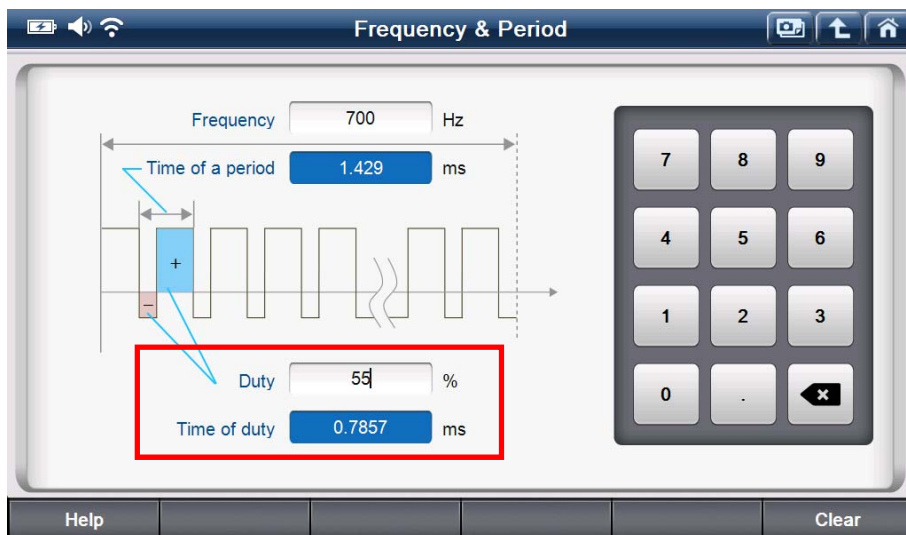 Frequency & Period
Frequency 700 Hz
Time of a period 1.429 ms
+
−
Duty 55 %
Time of duty 0.7857 ms
7 8 9
4 5 6
1 2 3
0 .
Help Clear